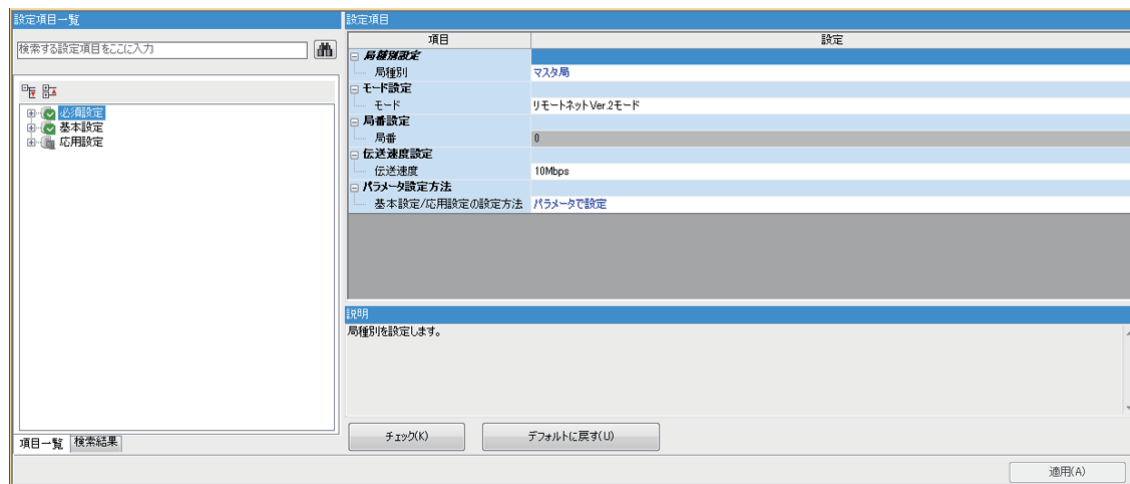 設定項目一覧
検索する設定項目をここに入力
必須設定
基本設定
応用設定
項目一覧 検索結果
設定項目
項目 設定
局種別設定
局種別 マスタ局
モード設定
モード リモートネットVer.2モード
局番設定
局番 0
伝送速度設定
伝送速度 10Mbps
パラメータ設定方法
基本設定/応用設定の設定方法 パラメータで設定
説明
局種別を設定します。
チェック(K) デフォルトに戻す(U)
適用(A)